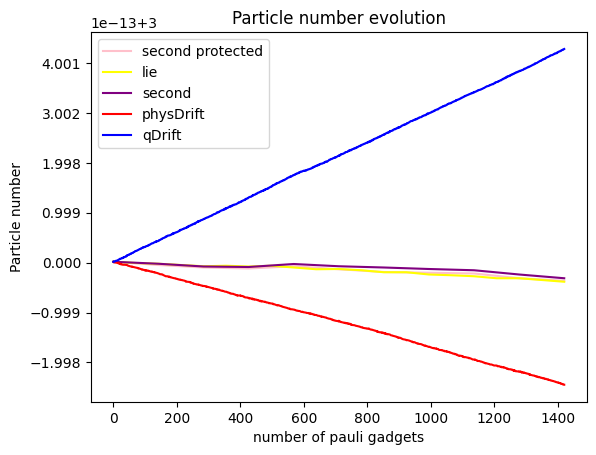 Particle number evolution
1e−13+3
second protected
lie
second
physDrift
qDrift
4.001
3.002
1.998
0.999
0.000
−0.999
−1.998
Particle number
0 200 400 600 800 1000 1200 1400
number of pauli gadgets